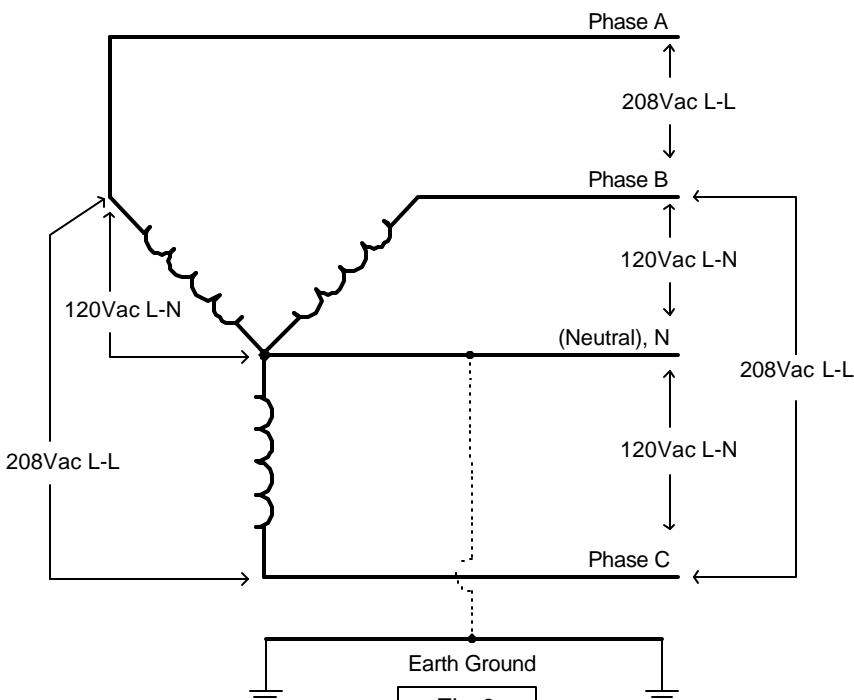 Phase A
208Vac L-L
Phase B
120Vac L-N
120Vac L-N
(Neutral), N
208Vac L-L
120Vac L-N
208Vac L-L
Phase C
Earth Ground